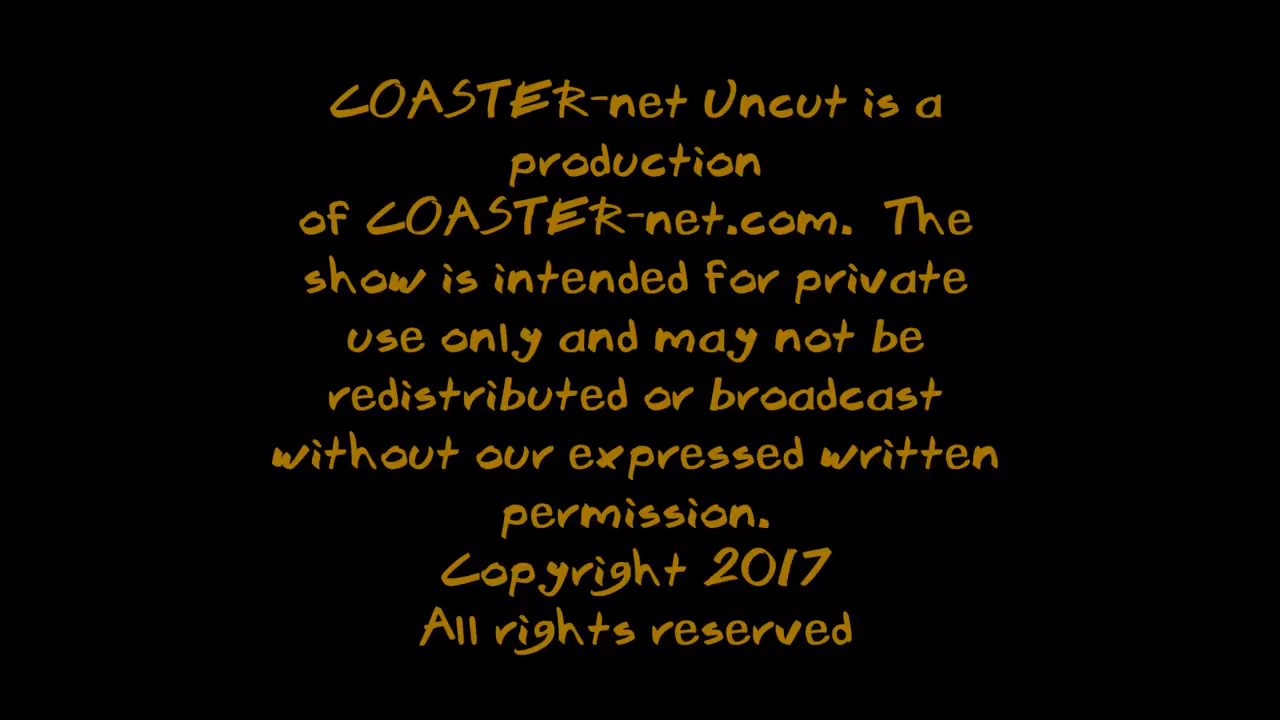 COASTER-net Uncut is a
production
of COASTER-net.com.  The
show is intended for private
use only and may not be
redistributed or broadcast
without our expressed written
permission.
Copyright 2017
All rights reserved